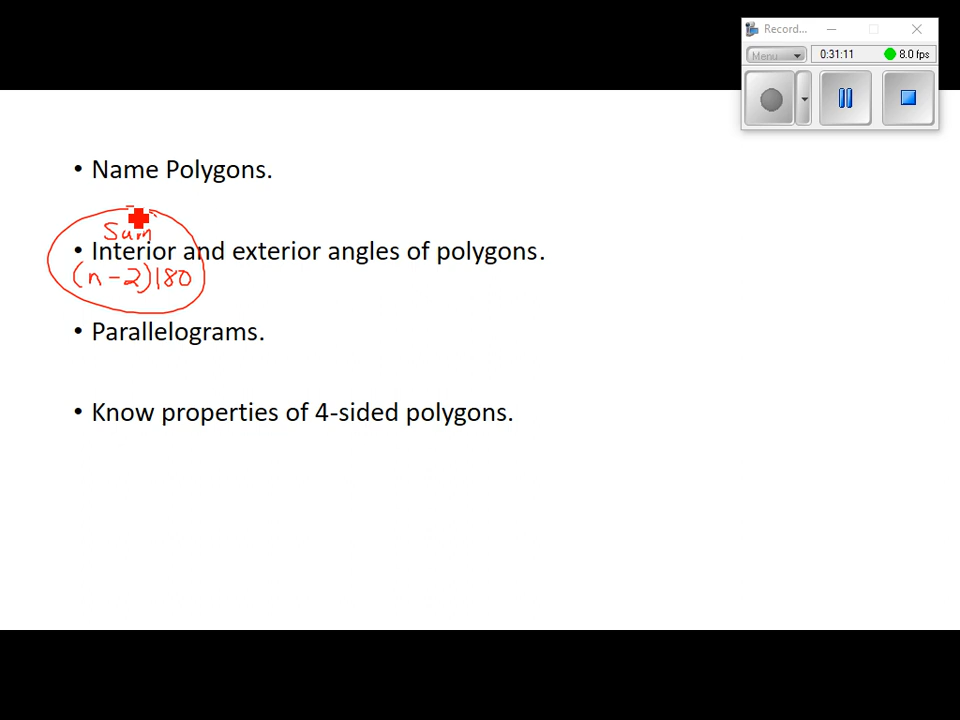 Record...
Menu
0:31:11
8.0 fps
• Name Polygons.
Sum
• Interior and exterior angles of polygons.
(n-2)180
• Parallelograms.
• Know properties of 4-sided polygons.